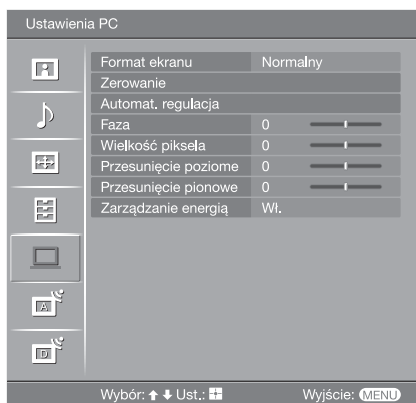 Ustawienia PC
Format ekranu Normalny
Zerowanie
Automat. regulacja
Faza 0
Wielkość piksela 0
Przesunięcie poziome 0
Przesunięcie pionowe 0
Zarządzanie energią Wł.
A
D
Wybór: Ust.: Wyjście: MENU